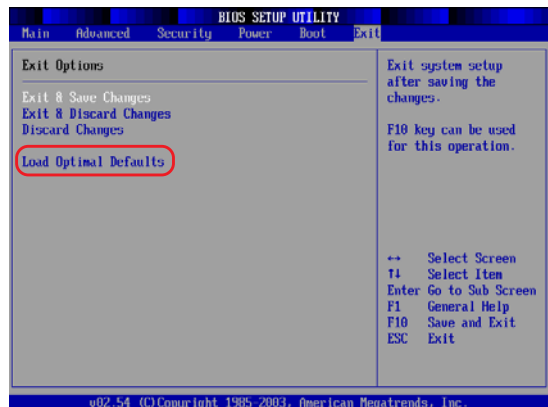 BIOS SETUP UTILITY
Main Advanced Security Power Boot Exit
Exit Options
Exit & Save Changes
Exit & Discard Changes
Discard Changes
Load Optimal Defaults
Exit system setup
after saving the
changes.
F10 key can be used
for this operation.
↔ Select Screen
↑↓ Select Item
Enter Go to Sub Screen
F1 General Help
F10 Save and Exit
ESC Exit
v02.54 (C)Copyright 1985-2003, American Megatrends, Inc.